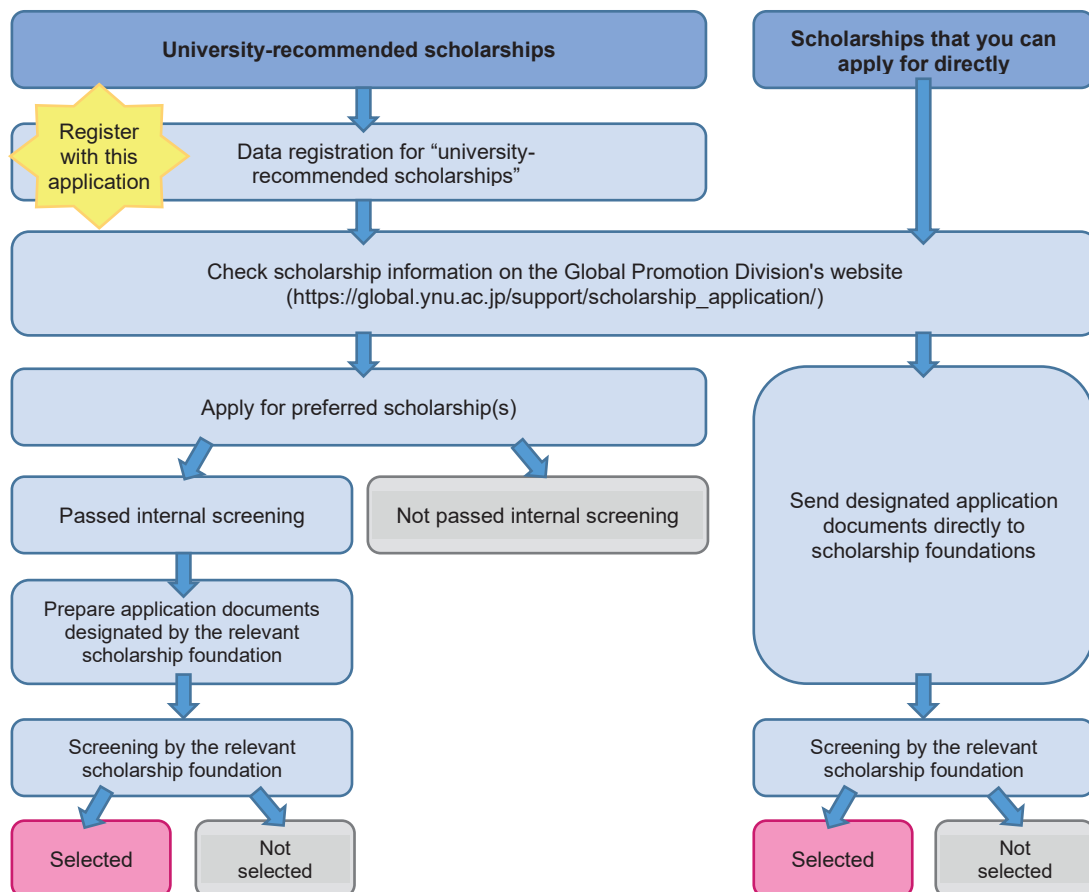 University-recommended scholarships
Scholarships that you can
apply for directly
Register
with this
application
Data registration for “university-
recommended scholarships”
Check scholarship information on the Global Promotion Division's website
(https://global.ynu.ac.jp/support/scholarship_application/)
Apply for preferred scholarship(s)
Passed internal screening
Not passed internal screening
Prepare application documents
designated by the relevant
scholarship foundation
Screening by the relevant
scholarship foundation
Selected
Not
selected
Send designated application
documents directly to
scholarship foundations
Screening by the relevant
scholarship foundation
Selected
Not
selected